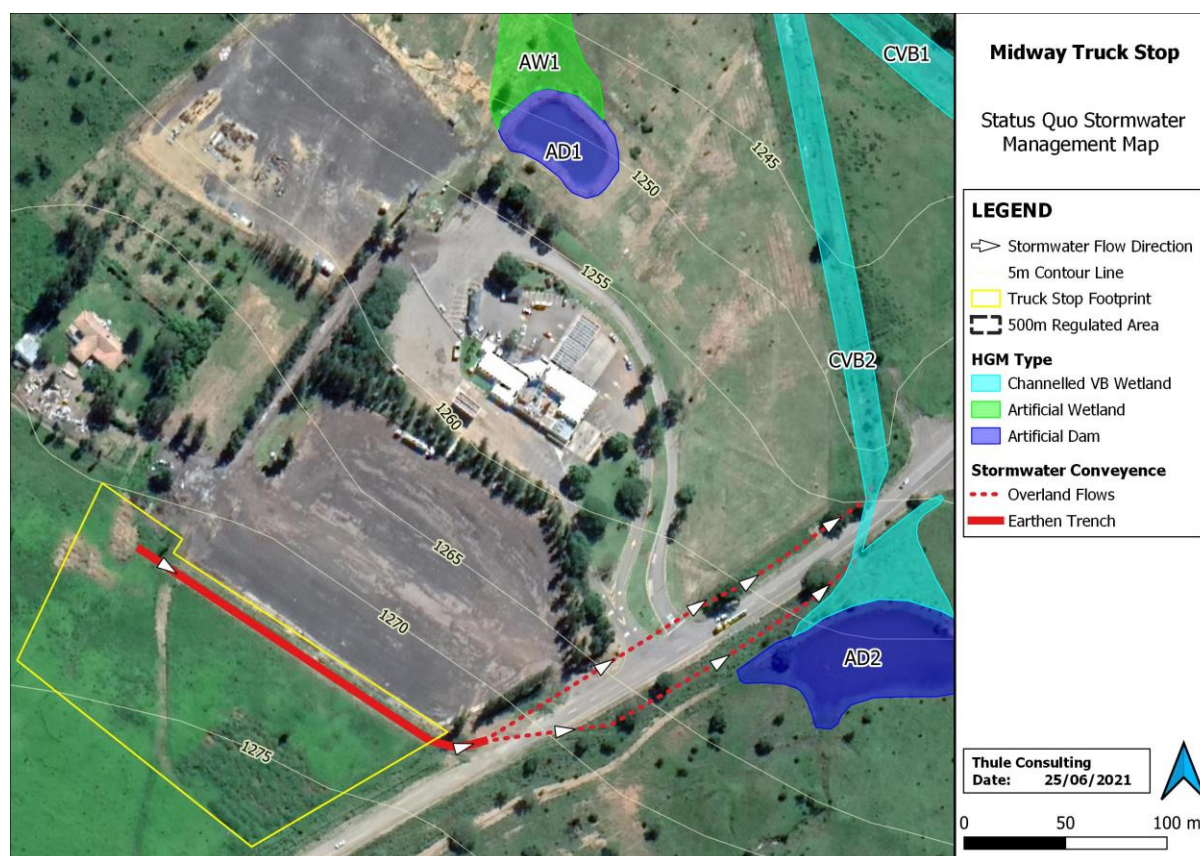 AW1
CVB1
AD1
1245
1250
1255
CVB2
1260
1265
1270
AD2
1275
Midway Truck Stop
Status Quo Stormwater
Management Map
LEGEND
Stormwater Flow Direction
5m Contour Line
Truck Stop Footprint
500m Regulated Area
HGM Type
Channelled VB Wetland
Artificial Wetland
Artificial Dam
Stormwater Conveyence
Overland Flows
Earthen Trench
Thule Consulting
Date: 25/06/2021
0 50 100 m